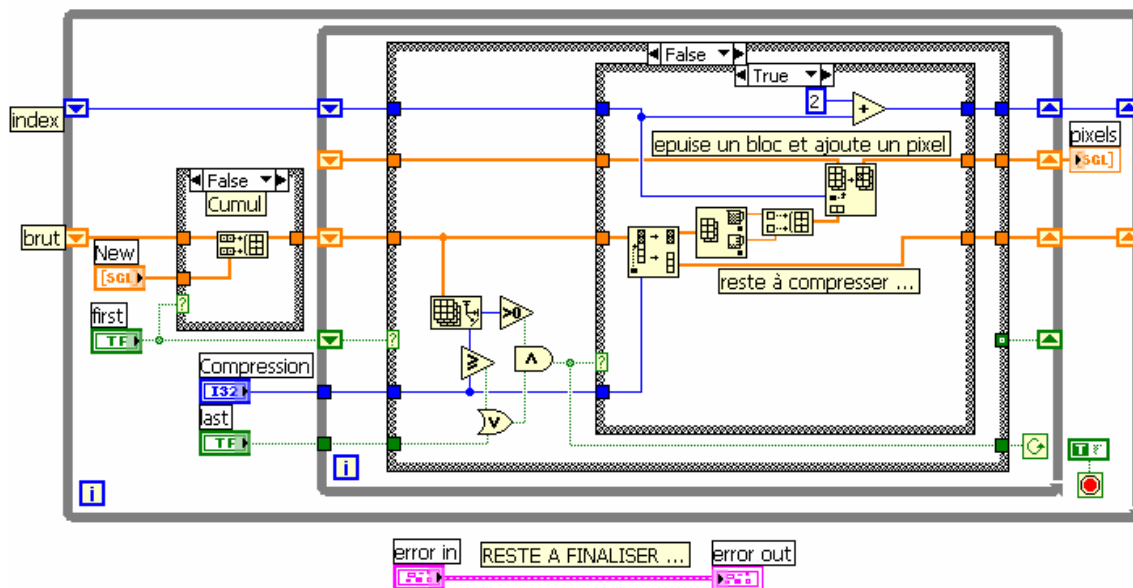 False
True
2
+
index
epuise un bloc et ajoute un pixel
pixels
SGL]
False
Cumul
brut
New
[SGL
reste à compresser ...
first
TF
>0
?
?
?
≥
∧
Compression
I32
∨
last
TF
i
i
T F
error in
RESTE A FINALISER ...
error out